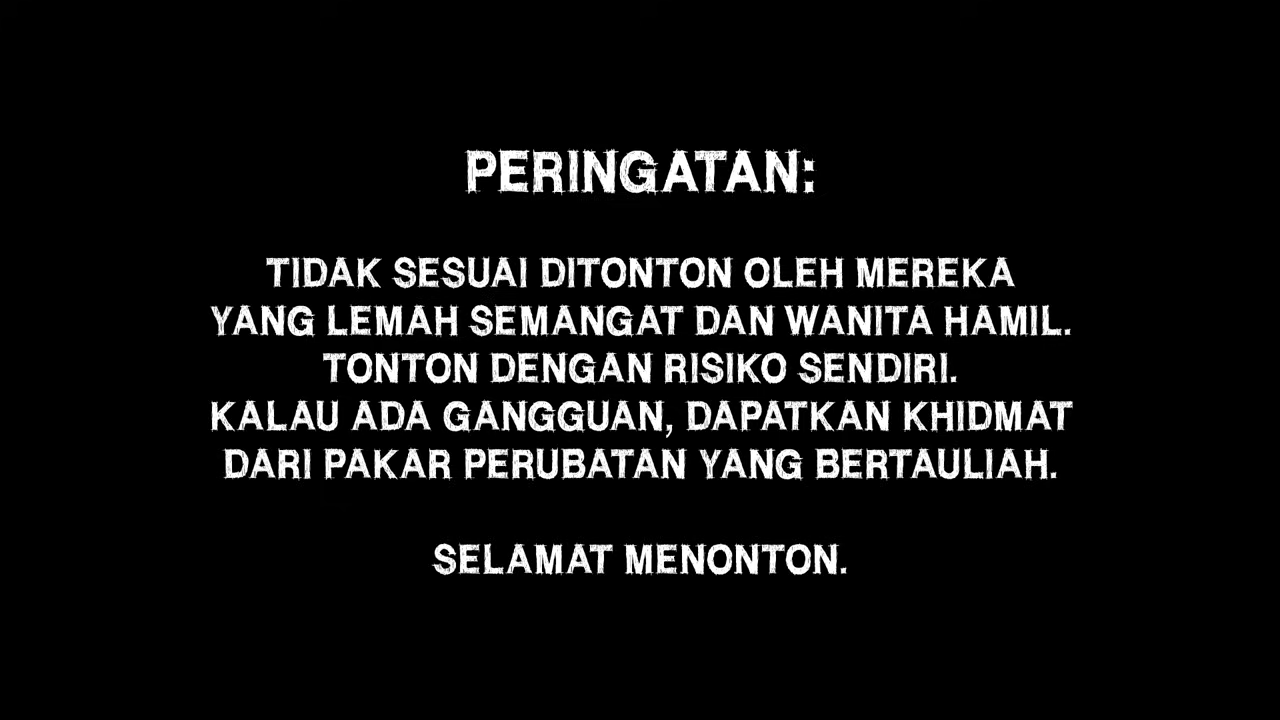 PERINGATAN:
TIDAK SESUAI DITONTON OLEH MEREKA
YANG LEMAH SEMANGAT DAN WANITA HAMIL.
TONTON DENGAN RISIKO SENDIRI.
KALAU ADA GANGGUAN, DAPATKAN KHIDMAT
DARI PAKAR PERUBATAN YANG BERTAULIAH.
SELAMAT MENONTON.